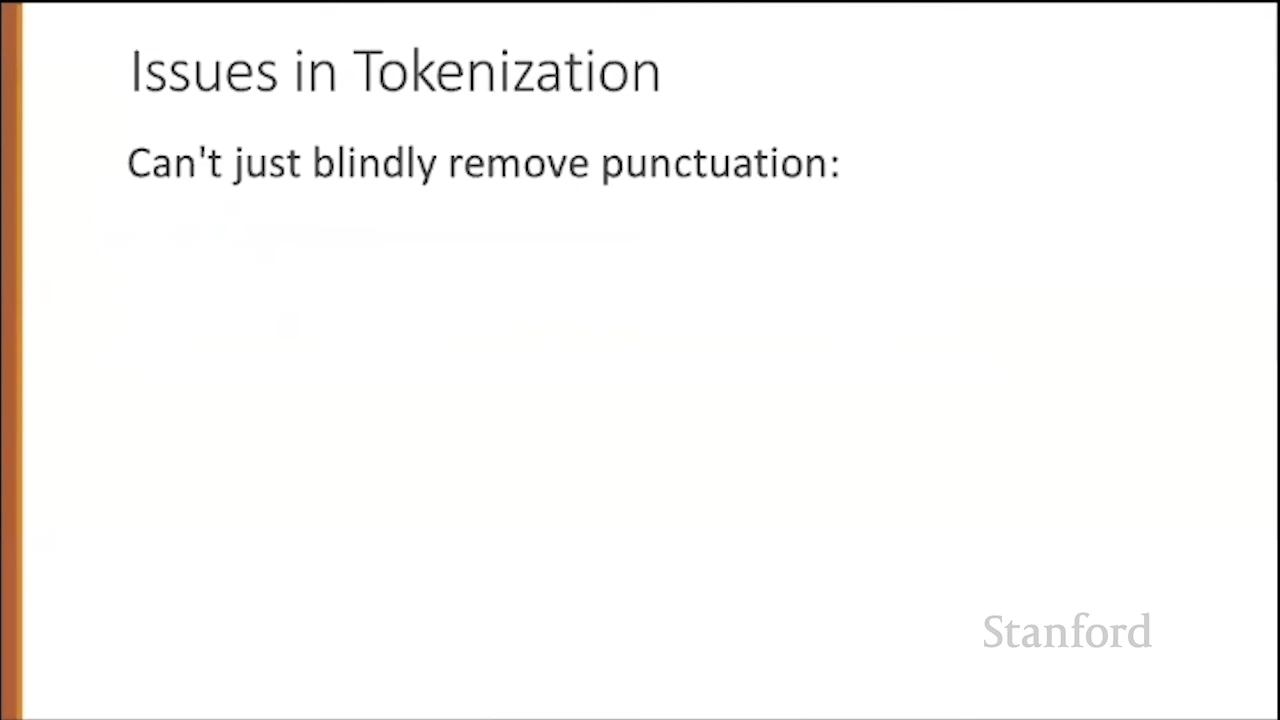 Issues in Tokenization
Can't just blindly remove punctuation:
Stanford